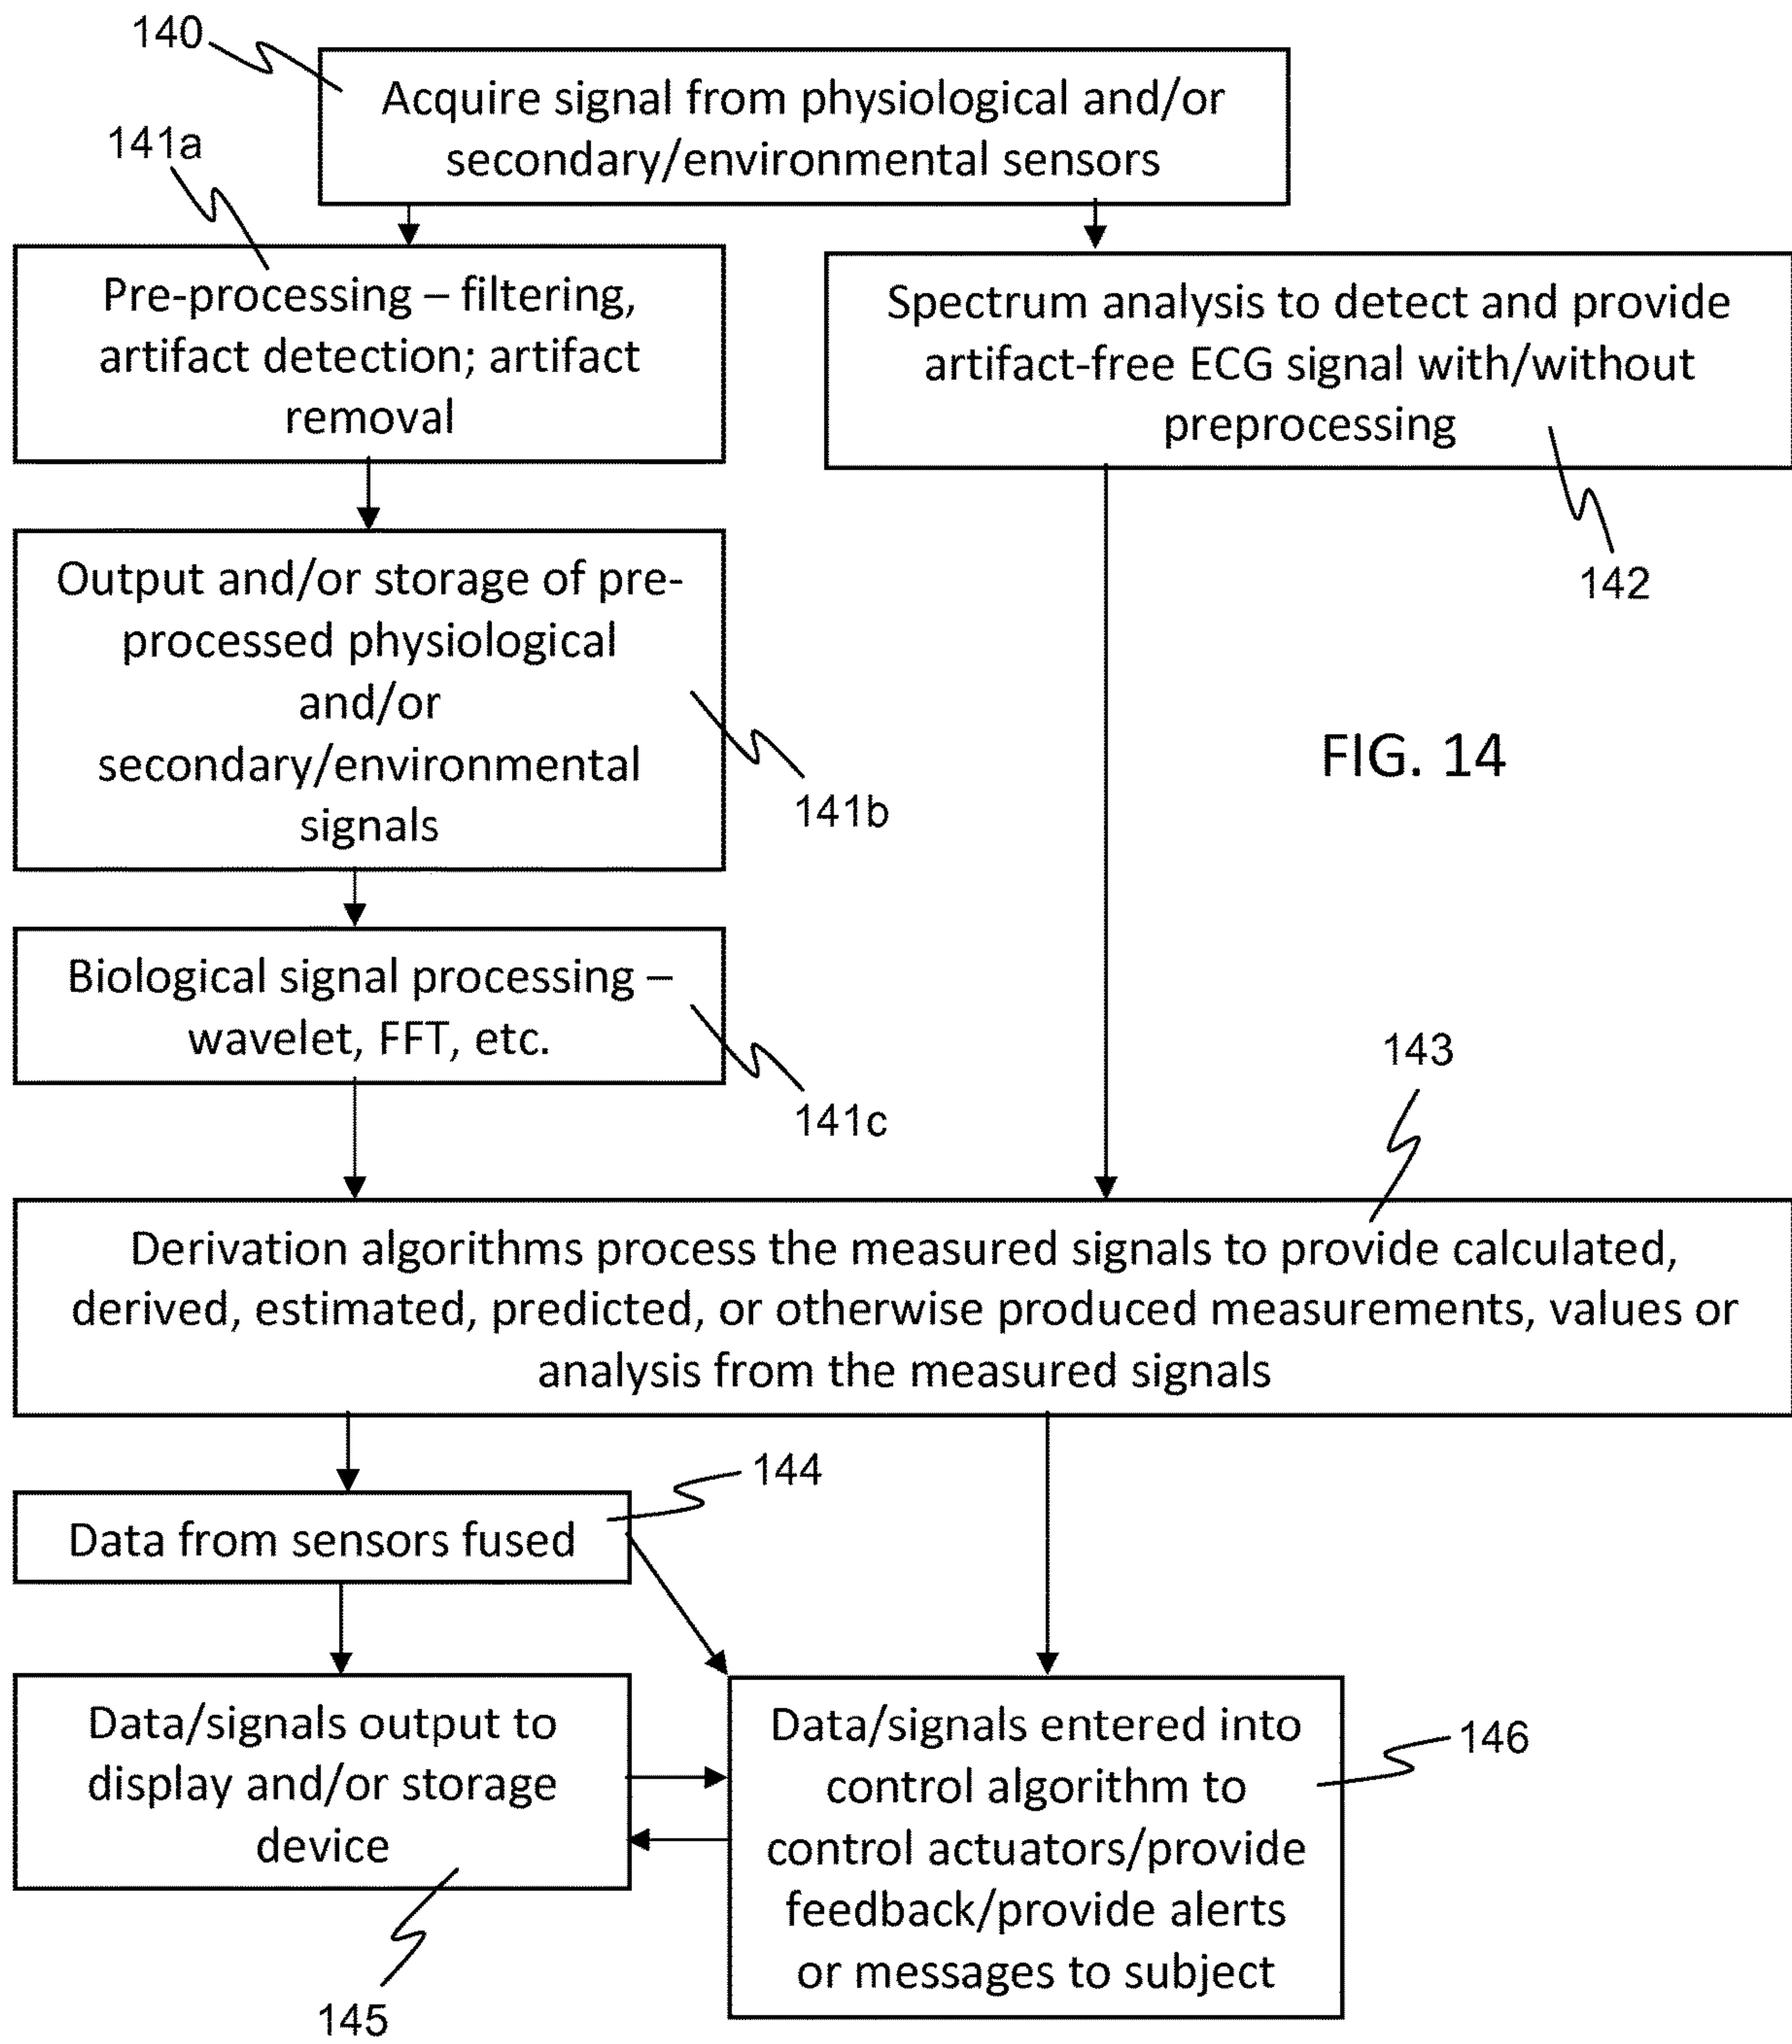 140
Acquire signal from physiological and/or
secondary/environmental sensors
141a
Pre-processing – filtering,
artifact detection; artifact
removal
Spectrum analysis to detect and provide
artifact-free ECG signal with/without
preprocessing
142
Output and/or storage of pre-
processed physiological
and/or
secondary/environmental
signals
141b
FIG. 14
Biological signal processing –
wavelet, FFT, etc.
141c
143
Derivation algorithms process the measured signals to provide calculated,
derived, estimated, predicted, or otherwise produced measurements, values or
analysis from the measured signals
144
Data from sensors fused
Data/signals output to
display and/or storage
device
145
Data/signals entered into
control algorithm to
control actuators/provide
feedback/provide alerts
or messages to subject
146